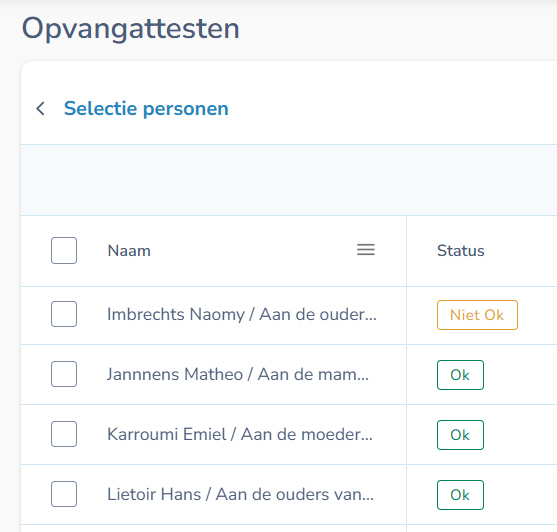 Opvangattesten
Selectie personen
Naam Status
Imbrechts Naomy / Aan de ouder... Niet Ok
Jannnens Matheo / Aan de mam... Ok
Karroumi Emiel / Aan de moeder... Ok
Lietoir Hans / Aan de ouders van... Ok